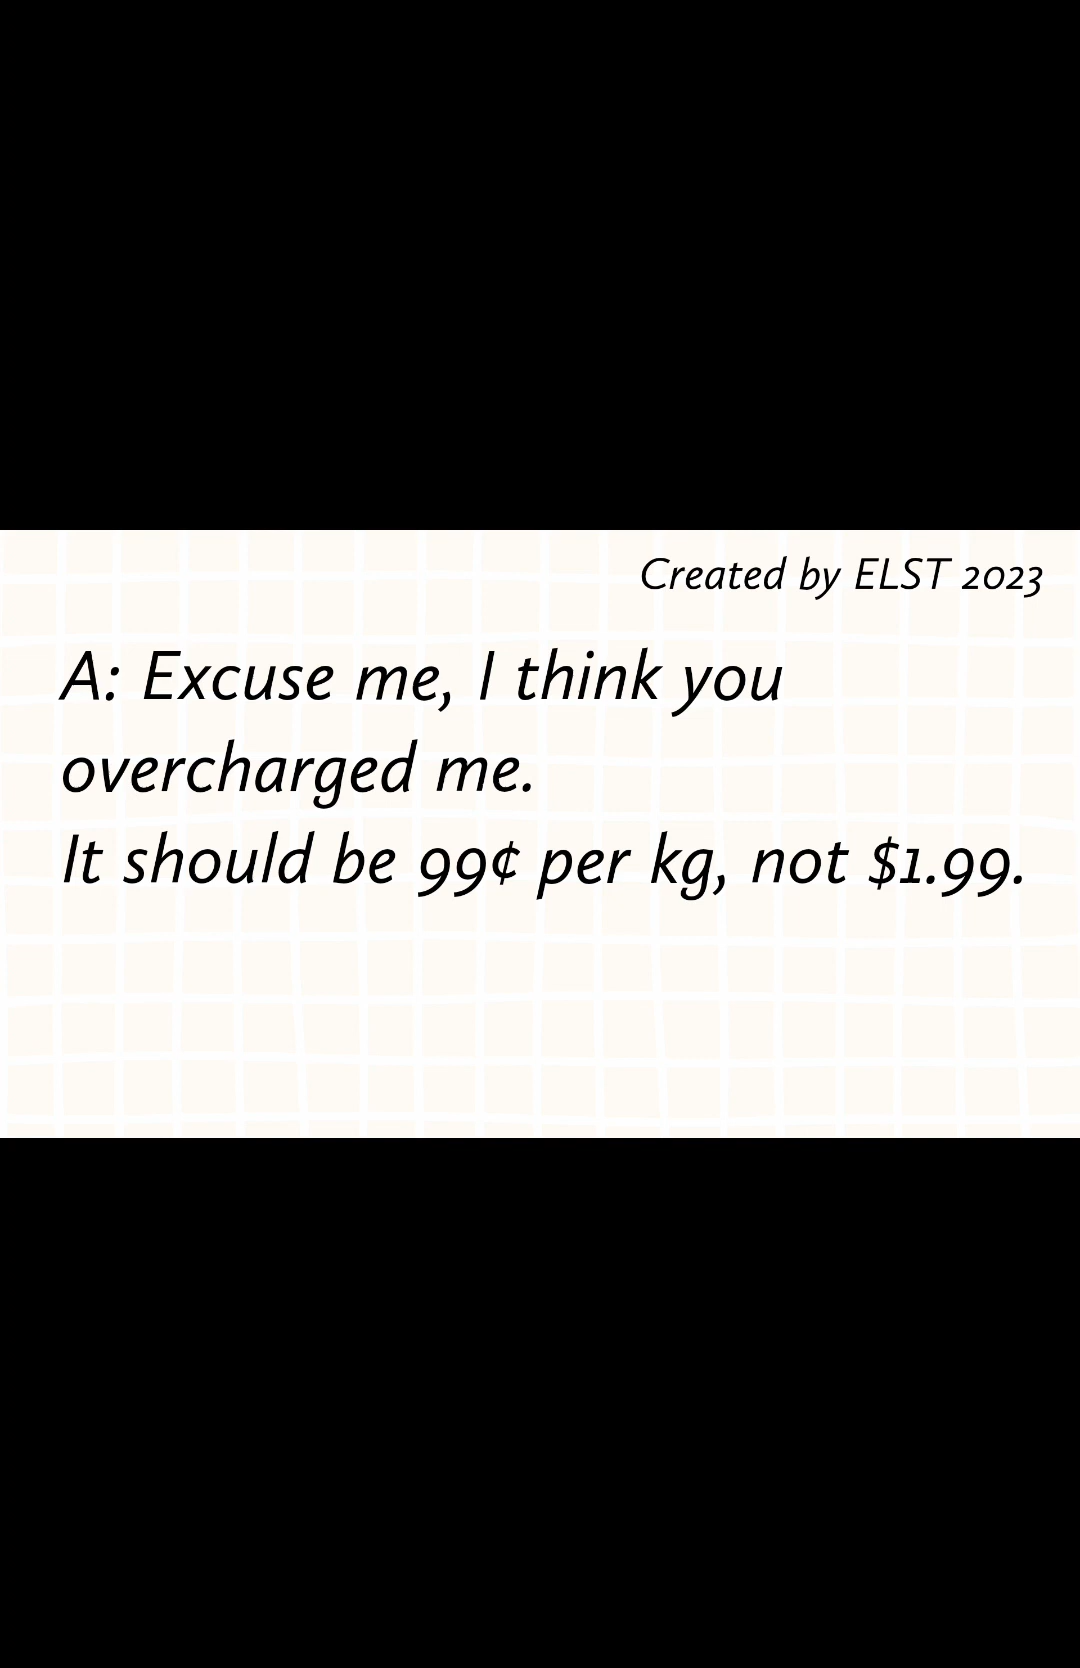 Created by ELST 2023
A: Excuse me, I think you
overcharged me.
It should be 99¢ per kg, not $1.99.